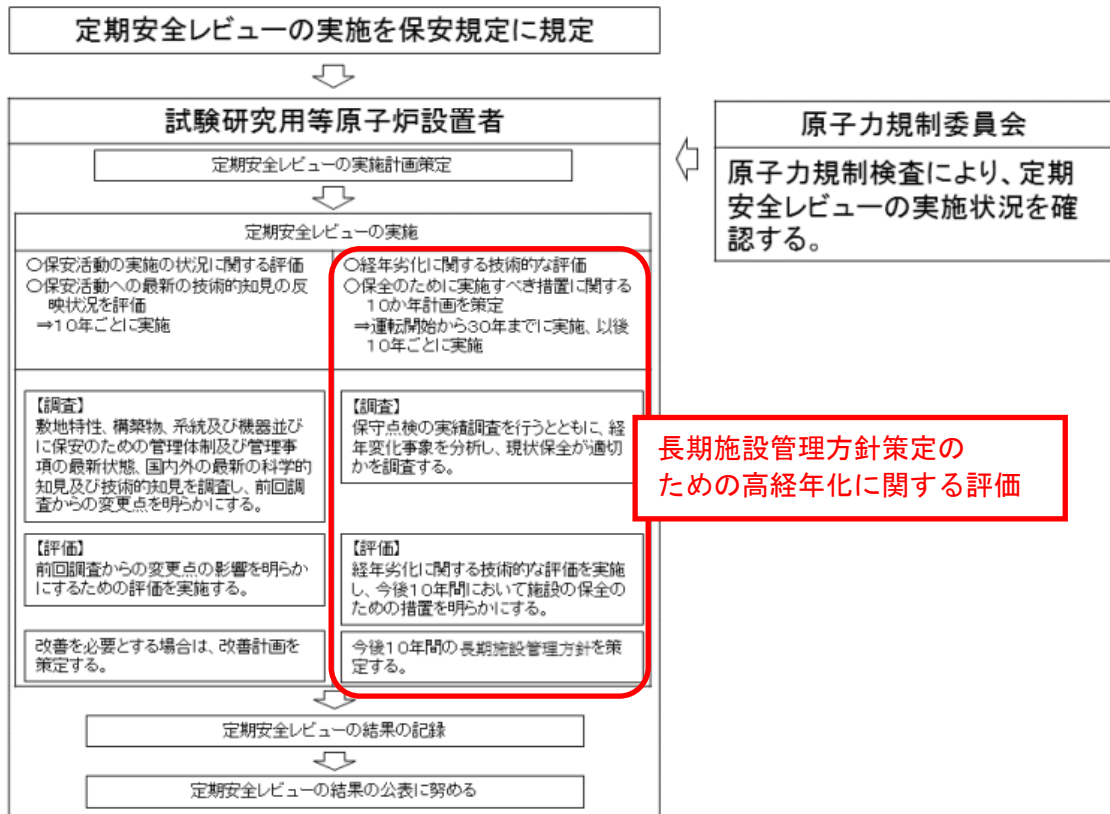 定期安全レビューの実施を保安規定に規定
試験研究用等原子炉設置者
定期安全レビューの実施計画策定
定期安全レビューの実施
〇保安活動の実施の状況に関する評価
〇保安活動への最新の技術的知見の反
映状況を評価
⇒10年ごとに実施
〇経年劣化に関する技術的な評価
〇保全のために実施すべき措置に関する
10か年計画を策定
⇒運転開始から30年までに実施、以後
10年ごとに実施
【調査】
敷地特性、構築物、系統及び機器並び
に保安のための管理体制及び管理事
項の最新状態、国内外の最新の科学的
知見及び技術的知見を調査し、前回調
査からの変更点を明らかにする。
【調査】
保守点検の実績調査を行うとともに、経
年変化事象を分析し、現状保全が適切
かを調査する。
【評価】
前回調査からの変更点の影響を明らか
にするための評価を実施する。
【評価】
経年劣化に関する技術的な評価を実施
し、今後10年間において施設の保全の
ための措置を明らかにする。
改善を必要とする場合は、改善計画を
策定する。
今後10年間の長期施設管理方針を策
定する。
定期安全レビューの結果の記録
定期安全レビューの結果の公表に努める
原子力規制委員会
原子力規制検査により、定期
安全レビューの実施状況を確
認する。
長期施設管理方針策定の
ための高経年化に関する評価